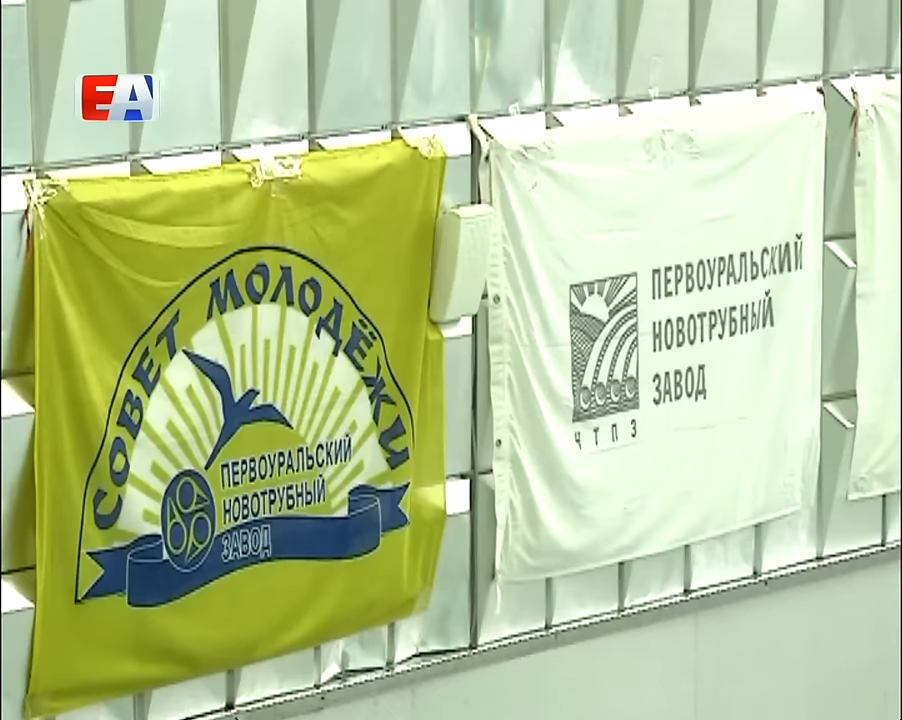 ЕА
СОВЕТ МОЛОДЁЖИ
ПЕРВОУРАЛЬСКИЙ
НОВОТРУБНЫЙ
ЗАВОД
ПЕРВОУРАЛЬСКИЙ
НОВОТРУБНЫЙ
ЗАВОД
ЧТПЗ